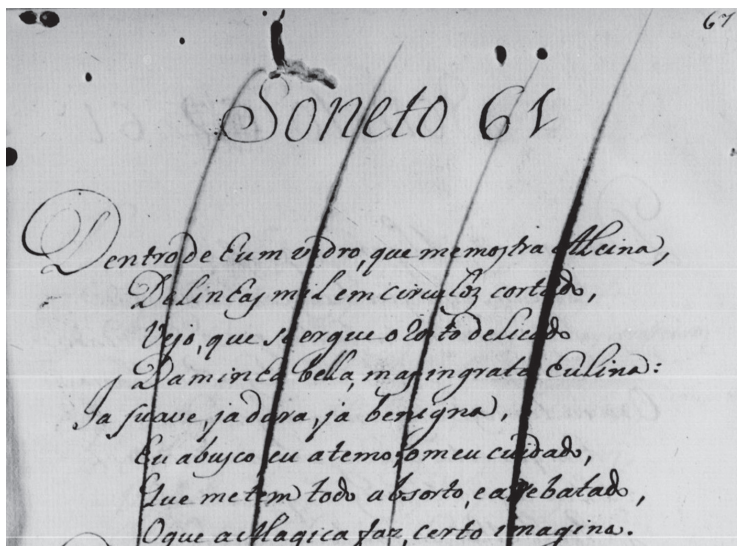 67
Soneto 61
Dentro de hum vidro, que me mostra Alcina,
De linhas mil em circulos cortado,
Vejo, que se ergue o rosto delicado
Da minha bella, mas ingrata Eulina:
Ja suave, ja dura, ja benigna,
Eu a busco, eu a temo; o meu cuidado,
Que me tem todo absorto, e arrebatado,
O que a Magica faz, certo imagina.